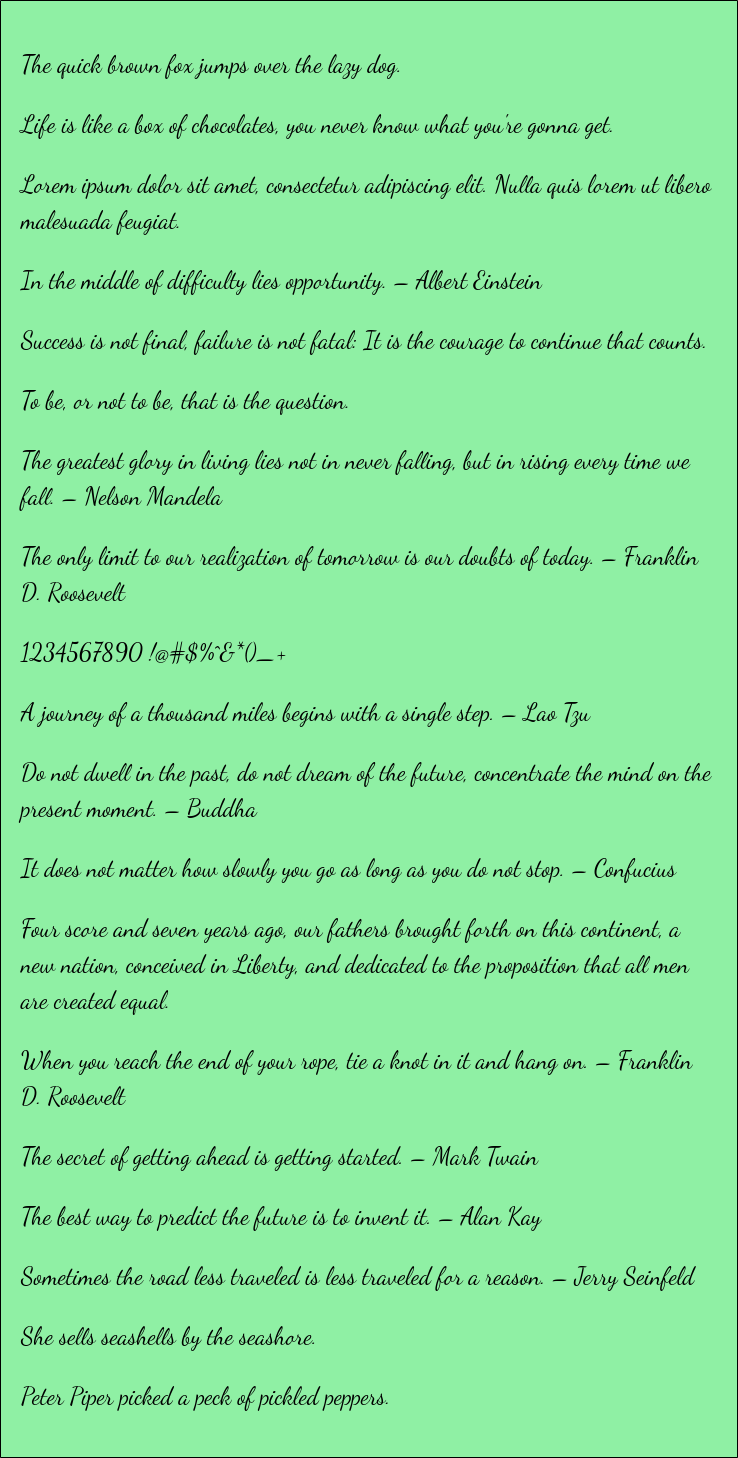 The quick brown fox jumps over the lazy dog.
Life is like a box of chocolates, you never know what you're gonna get.
Lorem ipsum dolor sit amet, consectetur adipiscing elit. Nulla quis lorem ut libero
malesuada feugiat.
In the middle of difficulty lies opportunity. – Albert Einstein
Success is not final, failure is not fatal: It is the courage to continue that counts.
To be, or not to be, that is the question.
The greatest glory in living lies not in never falling, but in rising every time we
fall. – Nelson Mandela
The only limit to our realization of tomorrow is our doubts of today. – Franklin
D. Roosevelt
1234567890 !@#$%^&*()_+
A journey of a thousand miles begins with a single step. – Lao Tzu
Do not dwell in the past, do not dream of the future, concentrate the mind on the
present moment. – Buddha
It does not matter how slowly you go as long as you do not stop. – Confucius
Four score and seven years ago, our fathers brought forth on this continent, a
new nation, conceived in Liberty, and dedicated to the proposition that all men
are created equal.
When you reach the end of your rope, tie a knot in it and hang on. – Franklin
D. Roosevelt
The secret of getting ahead is getting started. – Mark Twain
The best way to predict the future is to invent it. – Alan Kay
Sometimes the road less traveled is less traveled for a reason. – Jerry Seinfeld
She sells seashells by the seashore.
Peter Piper picked a peck of pickled peppers.